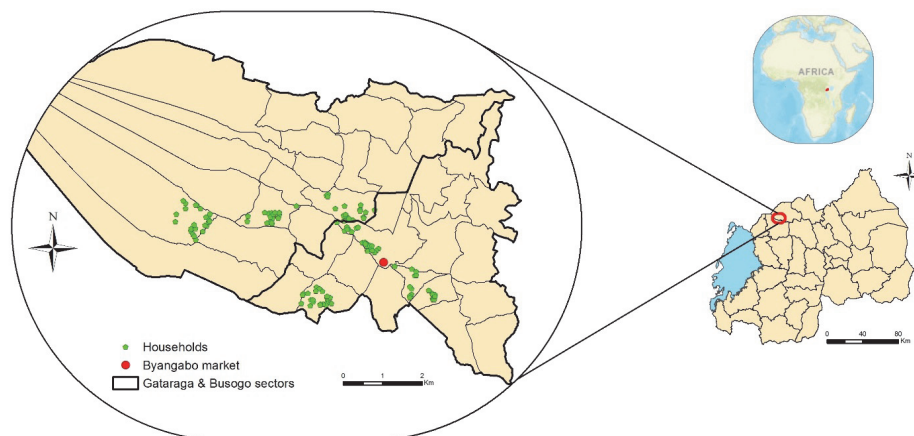 AFRICA
N
N
Households
Byangabo market
Gataraga & Busogo sectors
0 1 2
Km
0 40 80
Km